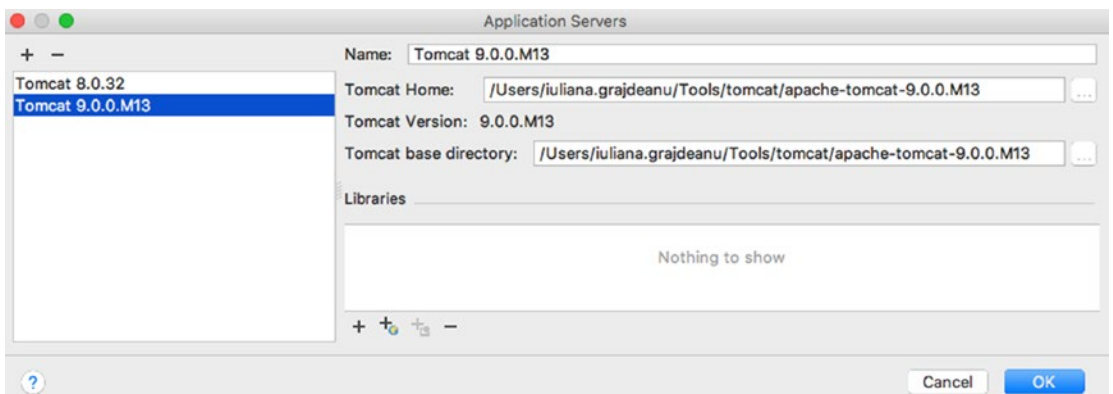 Application Servers
+ −
Tomcat 8.0.32
Tomcat 9.0.0.M13
Name: Tomcat 9.0.0.M13
Tomcat Home: /Users/iuliana.grajdeanu/Tools/tomcat/apache-tomcat-9.0.0.M13 ...
Tomcat Version: 9.0.0.M13
Tomcat base directory: /Users/iuliana.grajdeanu/Tools/tomcat/apache-tomcat-9.0.0.M13 ...
Libraries
Nothing to show
+ + + −
? Cancel OK